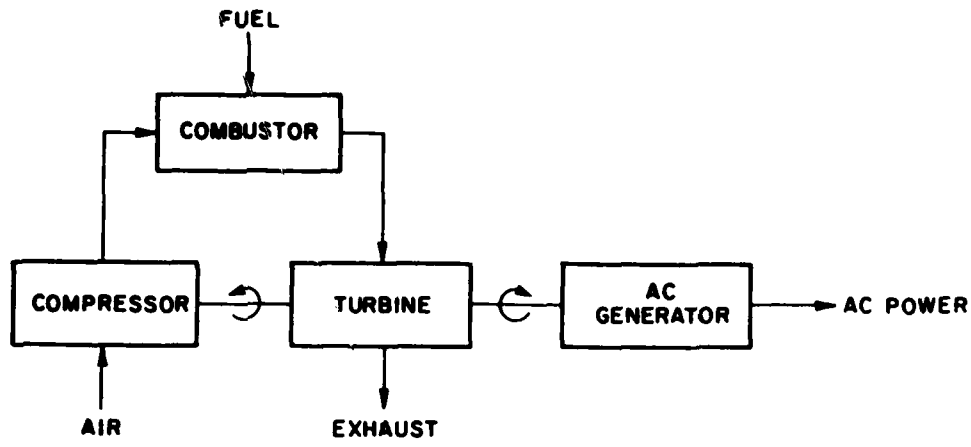 FUEL
COMBUSTOR
COMPRESSOR
TURBINE
AC
GENERATOR
AC POWER
AIR
EXHAUST